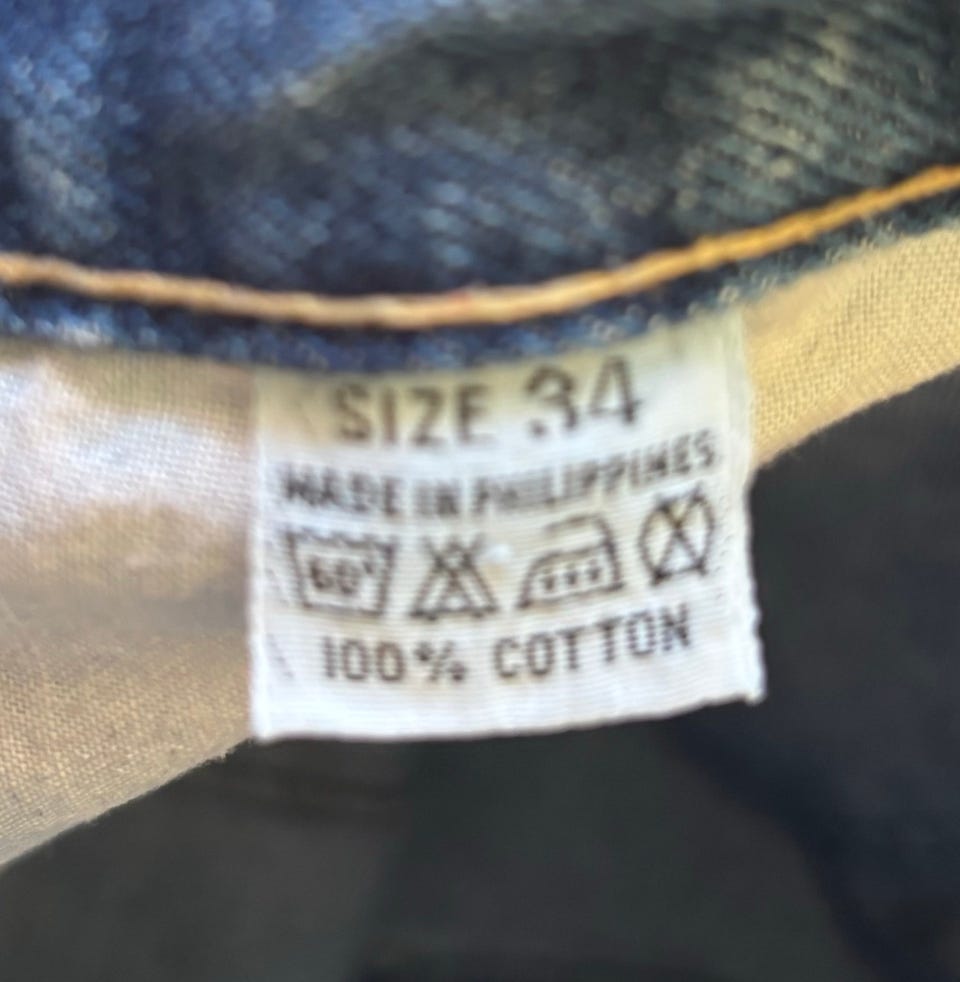 SIZE 34
MADE IN PHILIPPINES
60°
100% COTTON